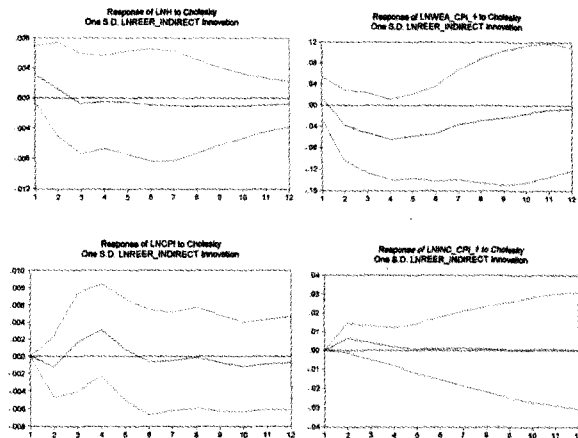 Response of LNH to Cholesky
One S.D. LNREER_INDIRECT Innovation
.008
.004
.000
.004
.008
.012
1 2 3 4 5 6 7 8 9 10 11 12
Response of LNWEA_CPI_1 to Cholesky
One S.D. LNREER_INDIRECT Innovation
.12
.08
.04
.00
-0.04
-0.08
-.16
1 2 3 4 5 6 7 8 9 10 11 12
Response of LNCPI to Cholesky
One S.D. LNREER_INDIRECT Innovation
.010
.008
.006
.004
.002
.000
-.002
-.004
-.006
-.008
1 2 3 4 5 6 7 8 9 10 11 12
Response of LNINC_CPI_1 to Cholesky
One S.D. LNREER_INDIRECT Innovation
.04
.03
.02
.01
.00
-.01
-.02
-.03
-.04
1 2 3 4 5 6 7 8 9 10 11 12